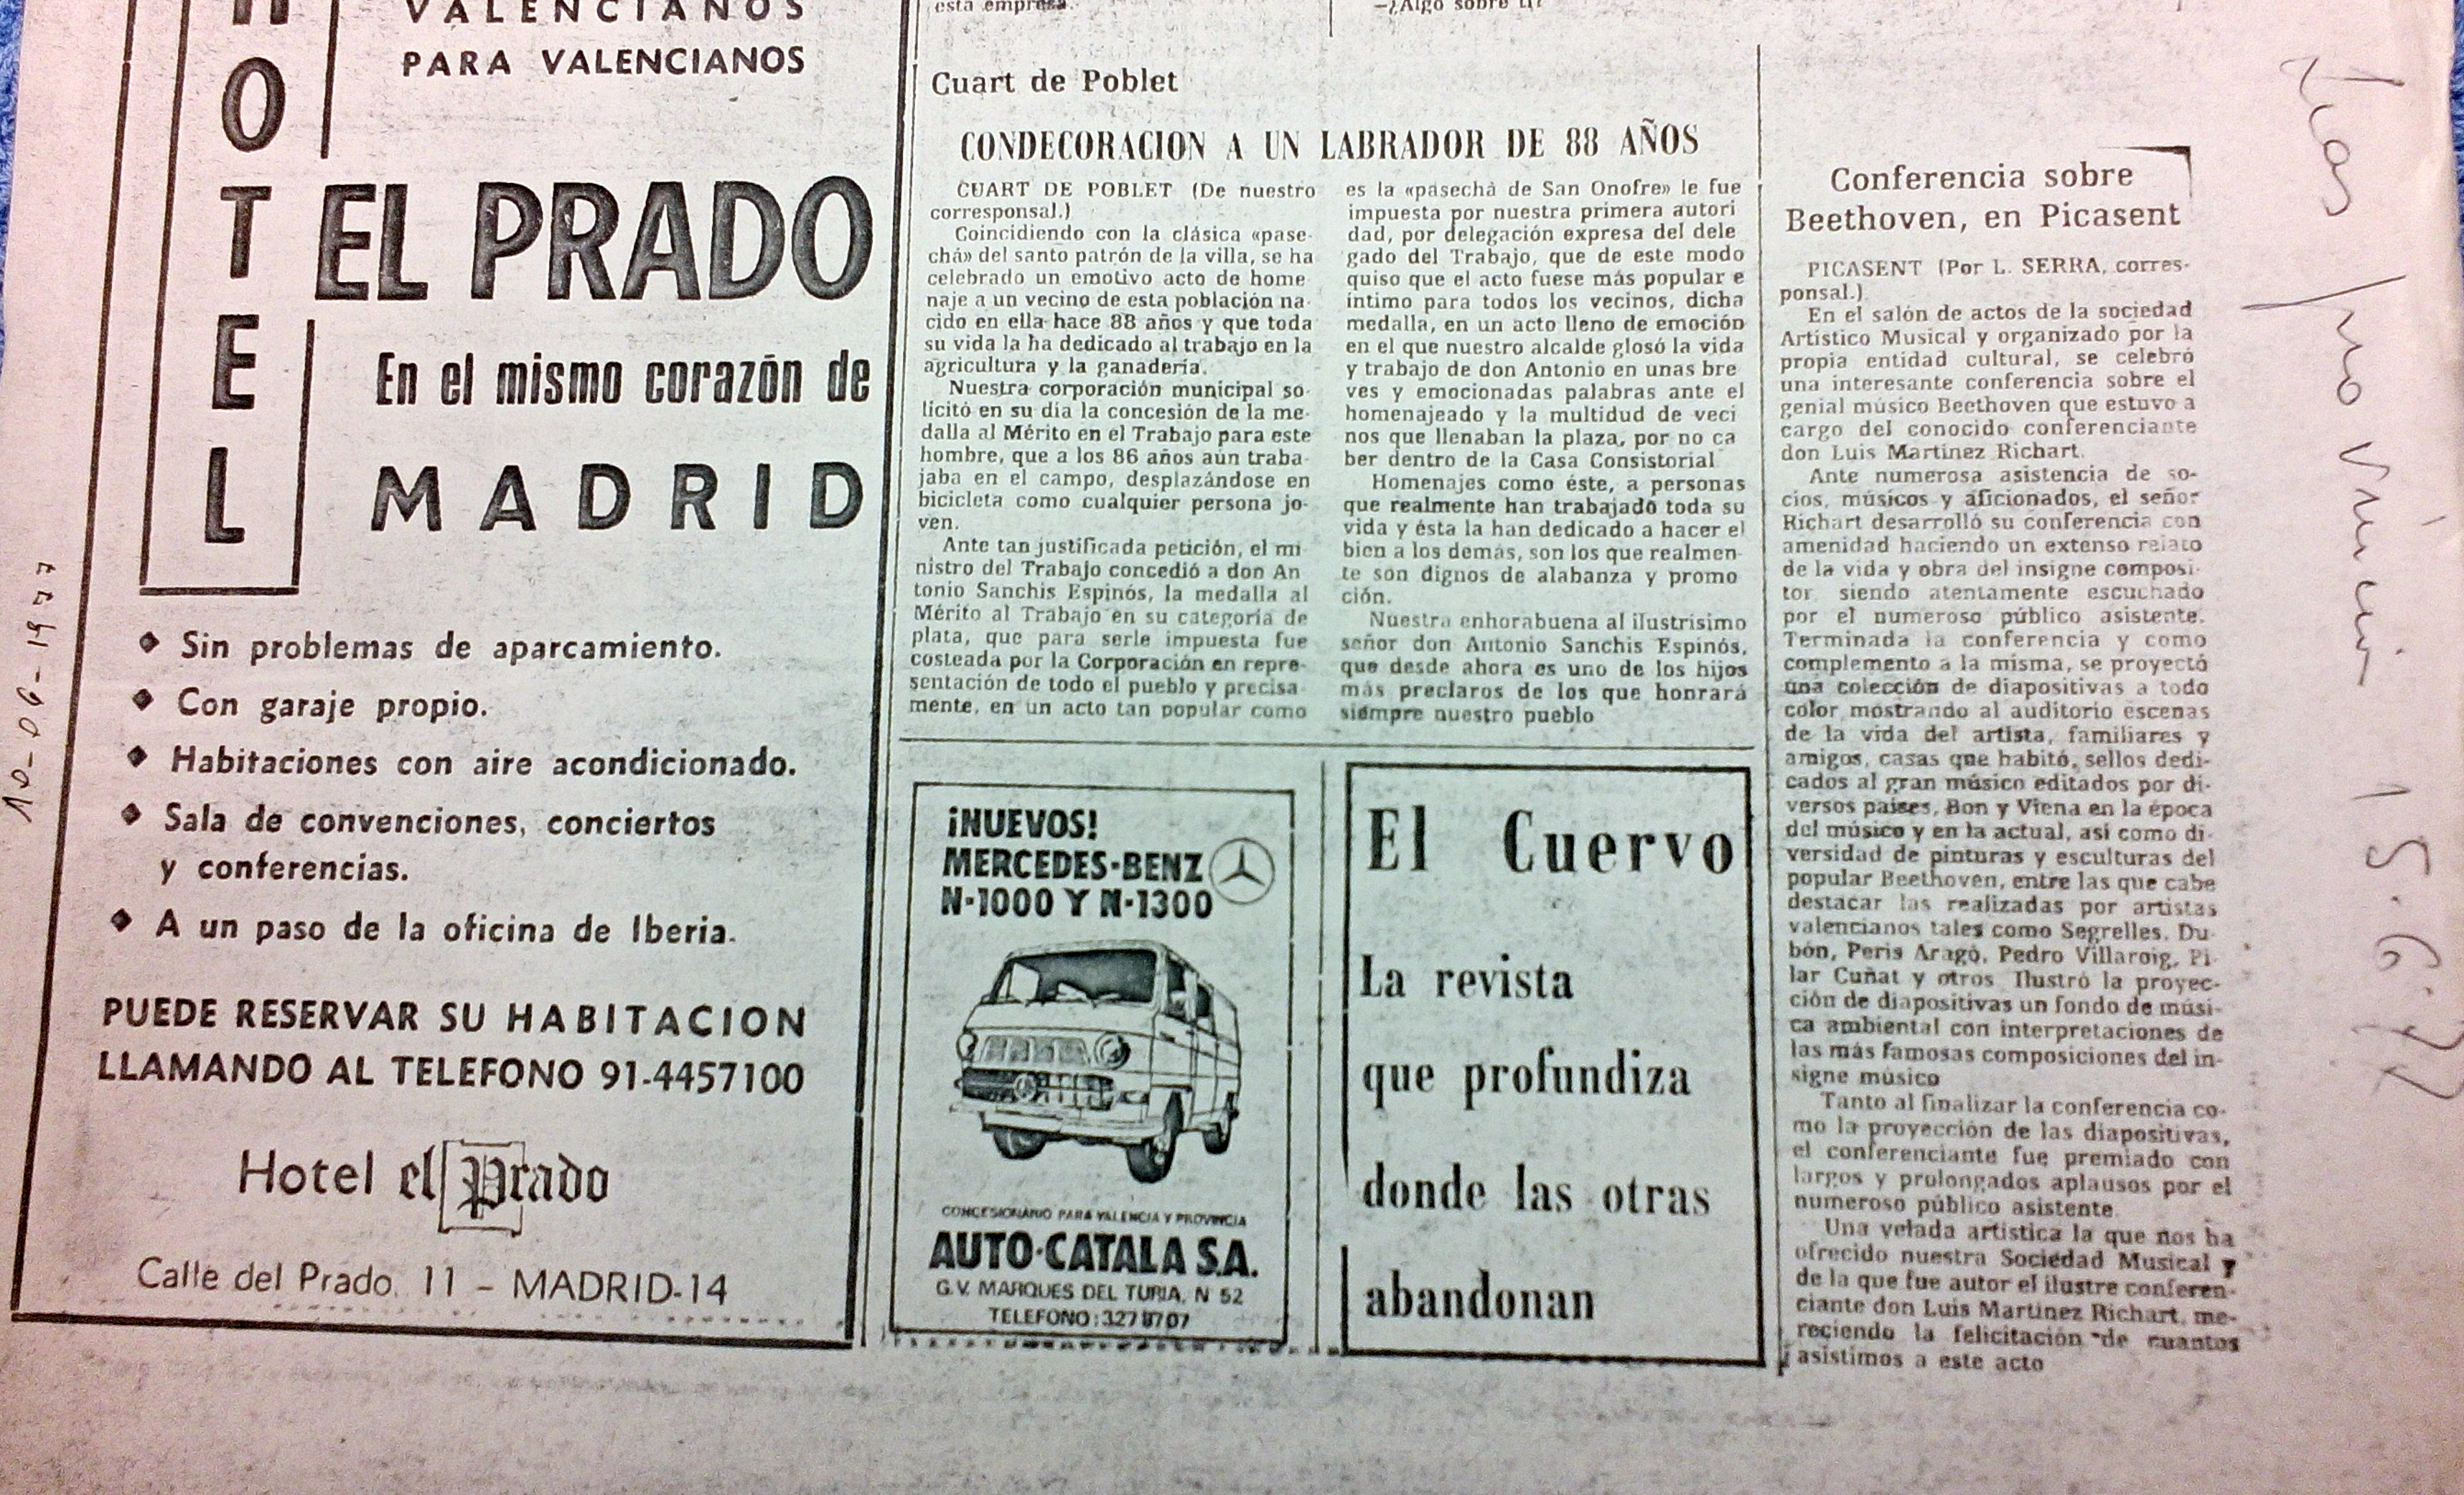 HOTEL
VALENCIANOS
PARA VALENCIANOS
EL PRADO
En el mismo corazón de
MADRID
Sin problemas de aparcamiento.
Con garaje propio.
Habitaciones con aire acondicionado.
Sala de convenciones, conciertos
y conferencias.
A un paso de la oficina de Iberia.
PUEDE RESERVAR SU HABITACION
LLAMANDO AL TELEFONO 91-4457100
Hotel el Prado
Calle del Prado, 11 - MADRID-14
10-06-1977
esta empresa.
-¿Algo sobre ti?
Cuart de Poblet
CONDECORACION A UN LABRADOR DE 88 AÑOS
CUART DE POBLET (De nuestro
corresponsal.)
Coincidiendo con la clásica «pase-
chá» del santo patrón de la villa, se ha
celebrado un emotivo acto de home
naje a un vecino de esta población na
cido en ella hace 88 años y que toda
su vida la ha dedicado al trabajo en la
agricultura y la ganadería.
Nuestra corporación municipal so-
licitó en su día la concesión de la me-
dalla al Mérito en el Trabajo para este
hombre, que a los 86 años aún traba-
jaba en el campo, desplazándose en
bicicleta como cualquier persona jo-
ven.
Ante tan justificada petición, el mi
nistro del Trabajo concedió a don An
tonio Sanchis Espinós, la medalla al
Mérito al Trabajo en su categoría de
plata, que para serle impuesta fue
costeada por la Corporación en repre-
sentación de todo el pueblo y precisa
mente, en un acto tan popular como
es la «pasechà de San Onofre» le fue
impuesta por nuestra primera autori
dad, por delegación expresa del dele
gado del Trabajo, que de este modo
quiso que el acto fuese más popular e
íntimo para todos los vecinos, dicha
medalla, en un acto lleno de emoción
en el que nuestro alcalde glosó la vida
y trabajo de don Antonio en unas bre
ves y emocionadas palabras ante el
homenajeado y la multidud de veci
nos que llenaban la plaza, por no ca
ber dentro de la Casa Consistorial
Homenajes como éste, a personas
que realmente han trabajado toda su
vida y ésta la han dedicado a hacer el
bien a los demás, son los que realmen-
te son dignos de alabanza y promo
ción.
Nuestra enhorabuena al ilustrísimo
señor don Antonio Sanchis Espinós,
que desde ahora es uno de los hijos
más preclaros de los que honrará
siempre nuestro pueblo
¡NUEVOS!
MERCEDES-BENZ
N-1000 Y N-1300
CONCESIONARIO PARA VALENCIA Y PROVINCIA
AUTO-CATALA S.A.
G.V. MARQUES DEL TURIA, N 52
TELEFONO: 327 97 07
El Cuervo
La revista
que profundiza
donde las otras
abandonan
Conferencia sobre
Beethoven, en Picasent
PICASENT (Por L. SERRA, corres-
ponsal.)
En el salón de actos de la sociedad
Artístico Musical y organizado por la
propia entidad cultural, se celebró
una interesante conferencia sobre el
genial músico Beethoven que estuvo a
cargo del conocido conferenciante
don Luis Martínez Richart.
Ante numerosa asistencia de so-
cios, músicos y aficionados, el señor
Richart desarrolló su conferencia con
amenidad haciendo un extenso relato
de la vida y obra del insigne composi-
tor, siendo atentamente escuchado
por el numeroso público asistente.
Terminada la conferencia y como
complemento a la misma, se proyectó
una colección de diapositivas a todo
color mostrando al auditorio escenas
de la vida del artista, familiares y
amigos, casas que habitó, sellos dedi-
cados al gran músico editados por di-
versos países, Bon y Viena en la época
del músico y en la actual, así como di-
versidad de pinturas y esculturas del
popular Beethoven, entre las que cabe
destacar las realizadas por artistas
valencianos tales como Segrelles, Du-
bón, Peris Aragó, Pedro Villaroig, Pi-
lar Cuñat y otros Ilustró la proyec-
ción de diapositivas un fondo de músi-
ca ambiental con interpretaciones de
las más famosas composiciones del in-
signe músico
Tanto al finalizar la conferencia co-
mo la proyección de las diapositivas,
el conferenciante fue premiado con
largos y prolongados aplausos por el
numeroso público asistente
Una velada artística la que nos ha
ofrecido nuestra Sociedad Musical y
de la que fue autor el ilustre conferen-
ciante don Luis Martínez Richart, me-
reciendo la felicitación de cuantos
asistimos a este acto
Las provincias 15.6.77